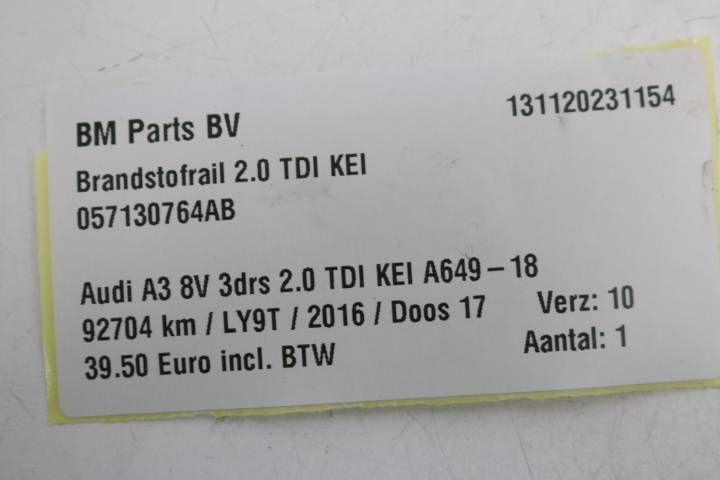 BM Parts BV
131120231154
Brandstofrail 2.0 TDI KEI
057130764AB
Audi A3 8V 3drs 2.0 TDI KEI A649-18
92704 km / LY9T / 2016 / Doos 17
Verz: 10
39.50 Euro incl. BTW
Aantal: 1